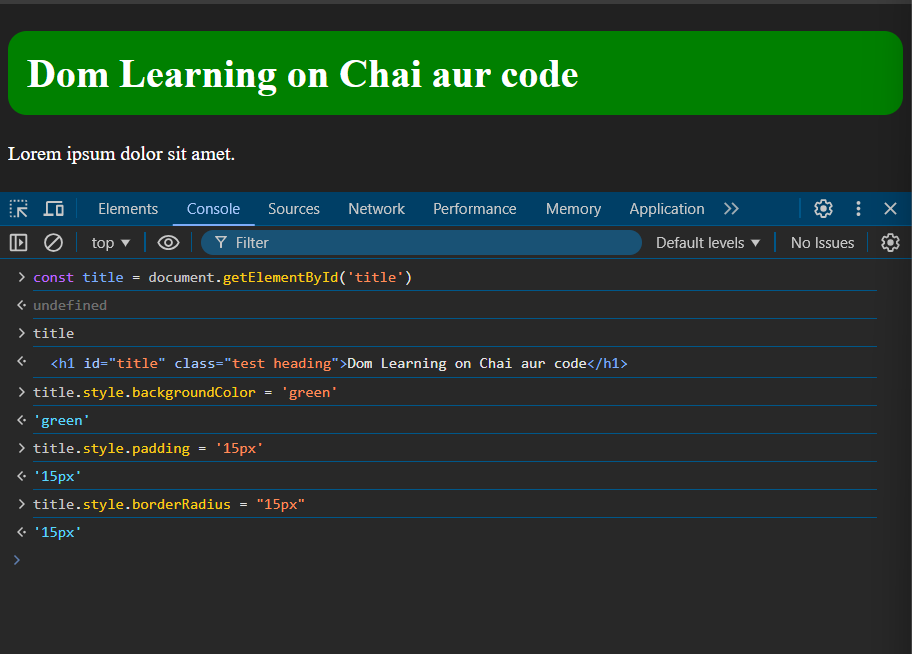 Dom Learning on Chai aur code
Lorem ipsum dolor sit amet.
Elements Console Sources Network Performance Memory Application
top ▼ Filter Default levels ▼ No Issues
const title = document.getElementById('title')
undefined
title
<h1 id="title" class="test heading">Dom Learning on Chai aur code</h1>
title.style.backgroundColor = 'green'
'green'
title.style.padding = '15px'
'15px'
title.style.borderRadius = "15px"
'15px'